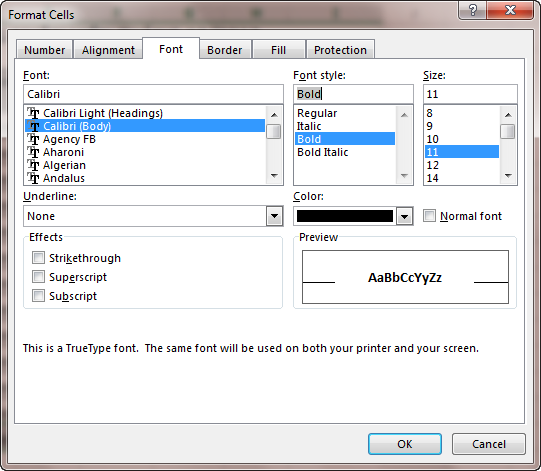 Format Cells
Number Alignment Font Border Fill Protection
Font: Font style: Size:
Calibri Bold 11
Calibri Light (Headings) Regular 8
Calibri (Body) Italic 9
Agency FB Bold 10
Aharoni Bold Italic 11
Algerian 12
Andalus 14
Underline: Color:
None Normal font
Effects Preview
Strikethrough
Superscript AaBbCcYyZz
Subscript
This is a TrueType font. The same font will be used on both your printer and your screen.
OK Cancel